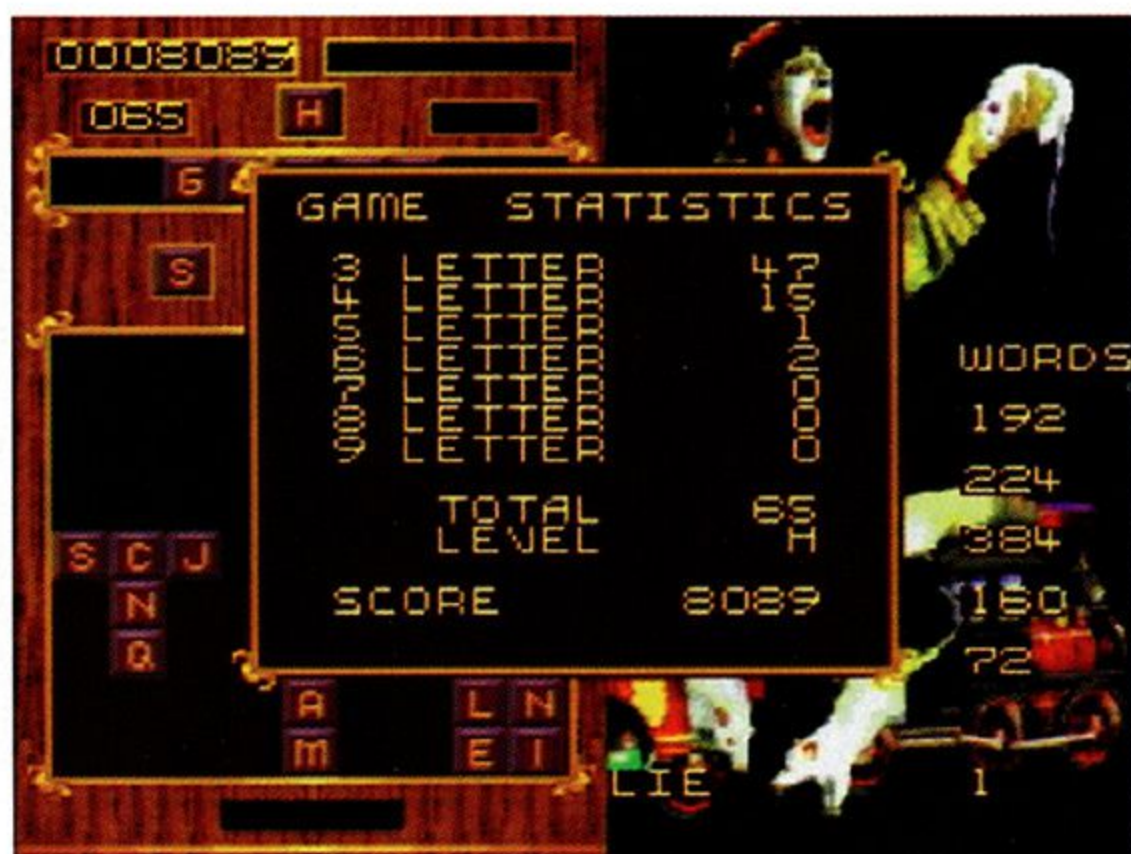 0008089
065 H
G
S
GAME STATISTICS
3 LETTER 47
4 LETTER 15
5 LETTER 1
6 LETTER 2
7 LETTER 0
8 LETTER 0
9 LETTER 0
TOTAL 65
LEVEL H
SCORE 8089
WORDS
192
224
384
160
72
S C J
N
Q
A L N
M E I
LIE 1